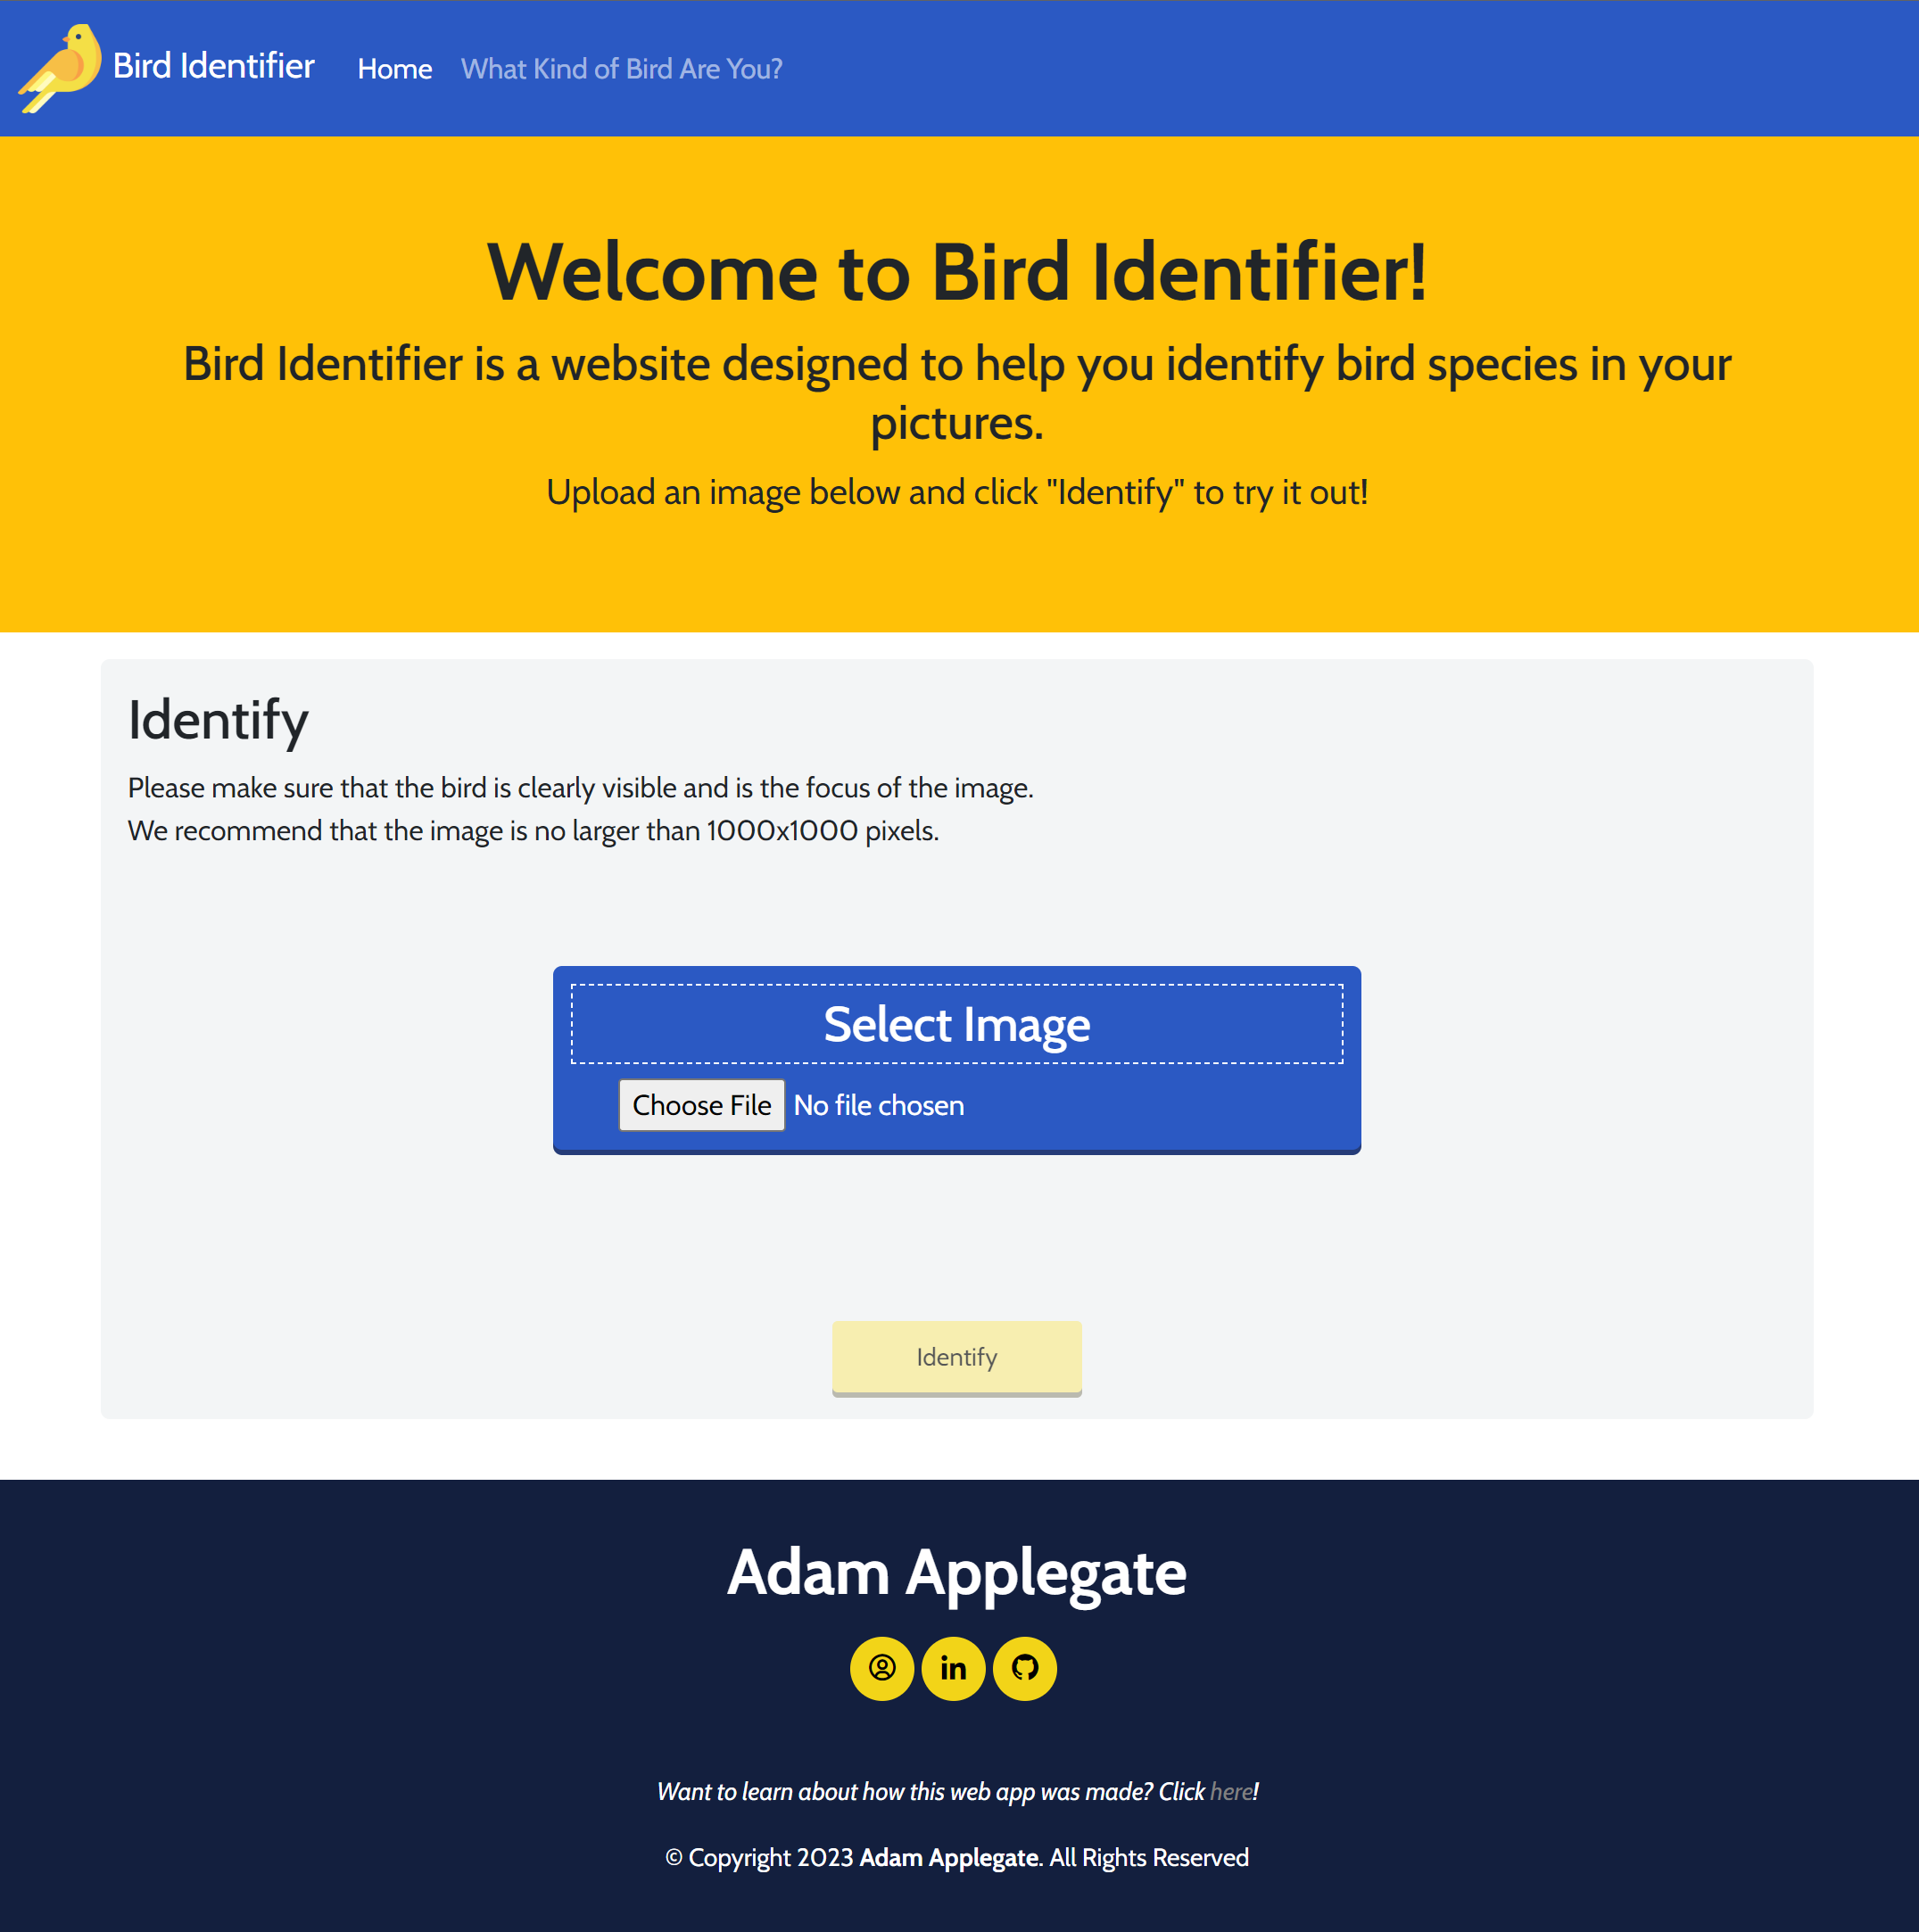 Bird Identifier
Home
What Kind of Bird Are You?
Welcome to Bird Identifier!
Bird Identifier is a website designed to help you identify bird species in your
pictures.
Upload an image below and click "Identify" to try it out!
Identify
Please make sure that the bird is clearly visible and is the focus of the image.
We recommend that the image is no larger than 1000x1000 pixels.
Select Image
Choose File No file chosen
Identify
Adam Applegate
in
Want to learn about how this web app was made? Click here!
© Copyright 2023 Adam Applegate. All Rights Reserved